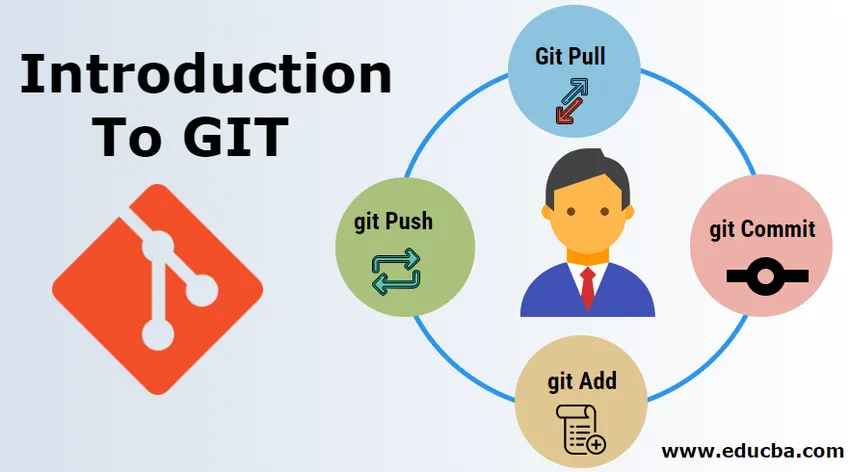 Introduction
To GIT
Git Pull
git Push
git Commit
git Add
www.educba.com